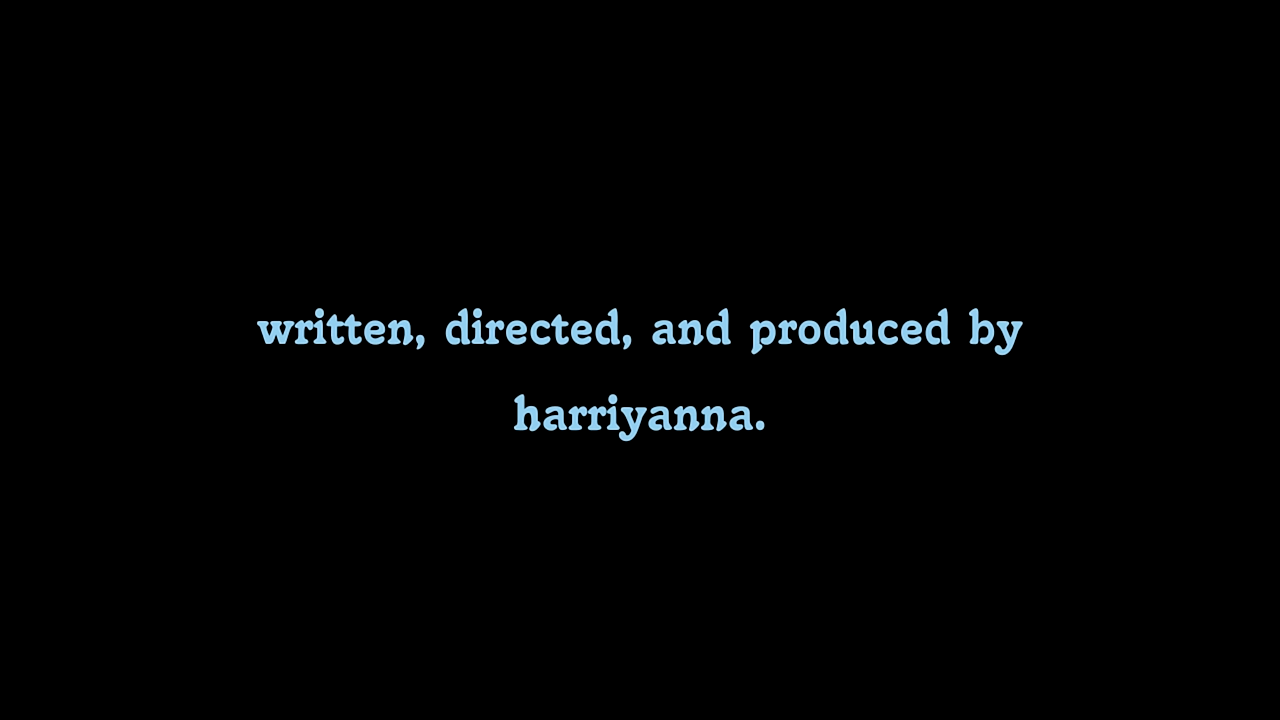 written, directed, and produced by
harriyanna.